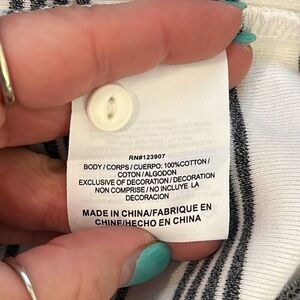 RN#123907
BODY / CORPS / CUERPO: 100%COTTON /
COTON / ALGODON
EXCLUSIVE OF DECORATION / DECORATION
NON COMPRISE / NO INCLUYE LA
DECORACION
MADE IN CHINA/FABRIQUE EN
CHINE/HECHO EN CHINA